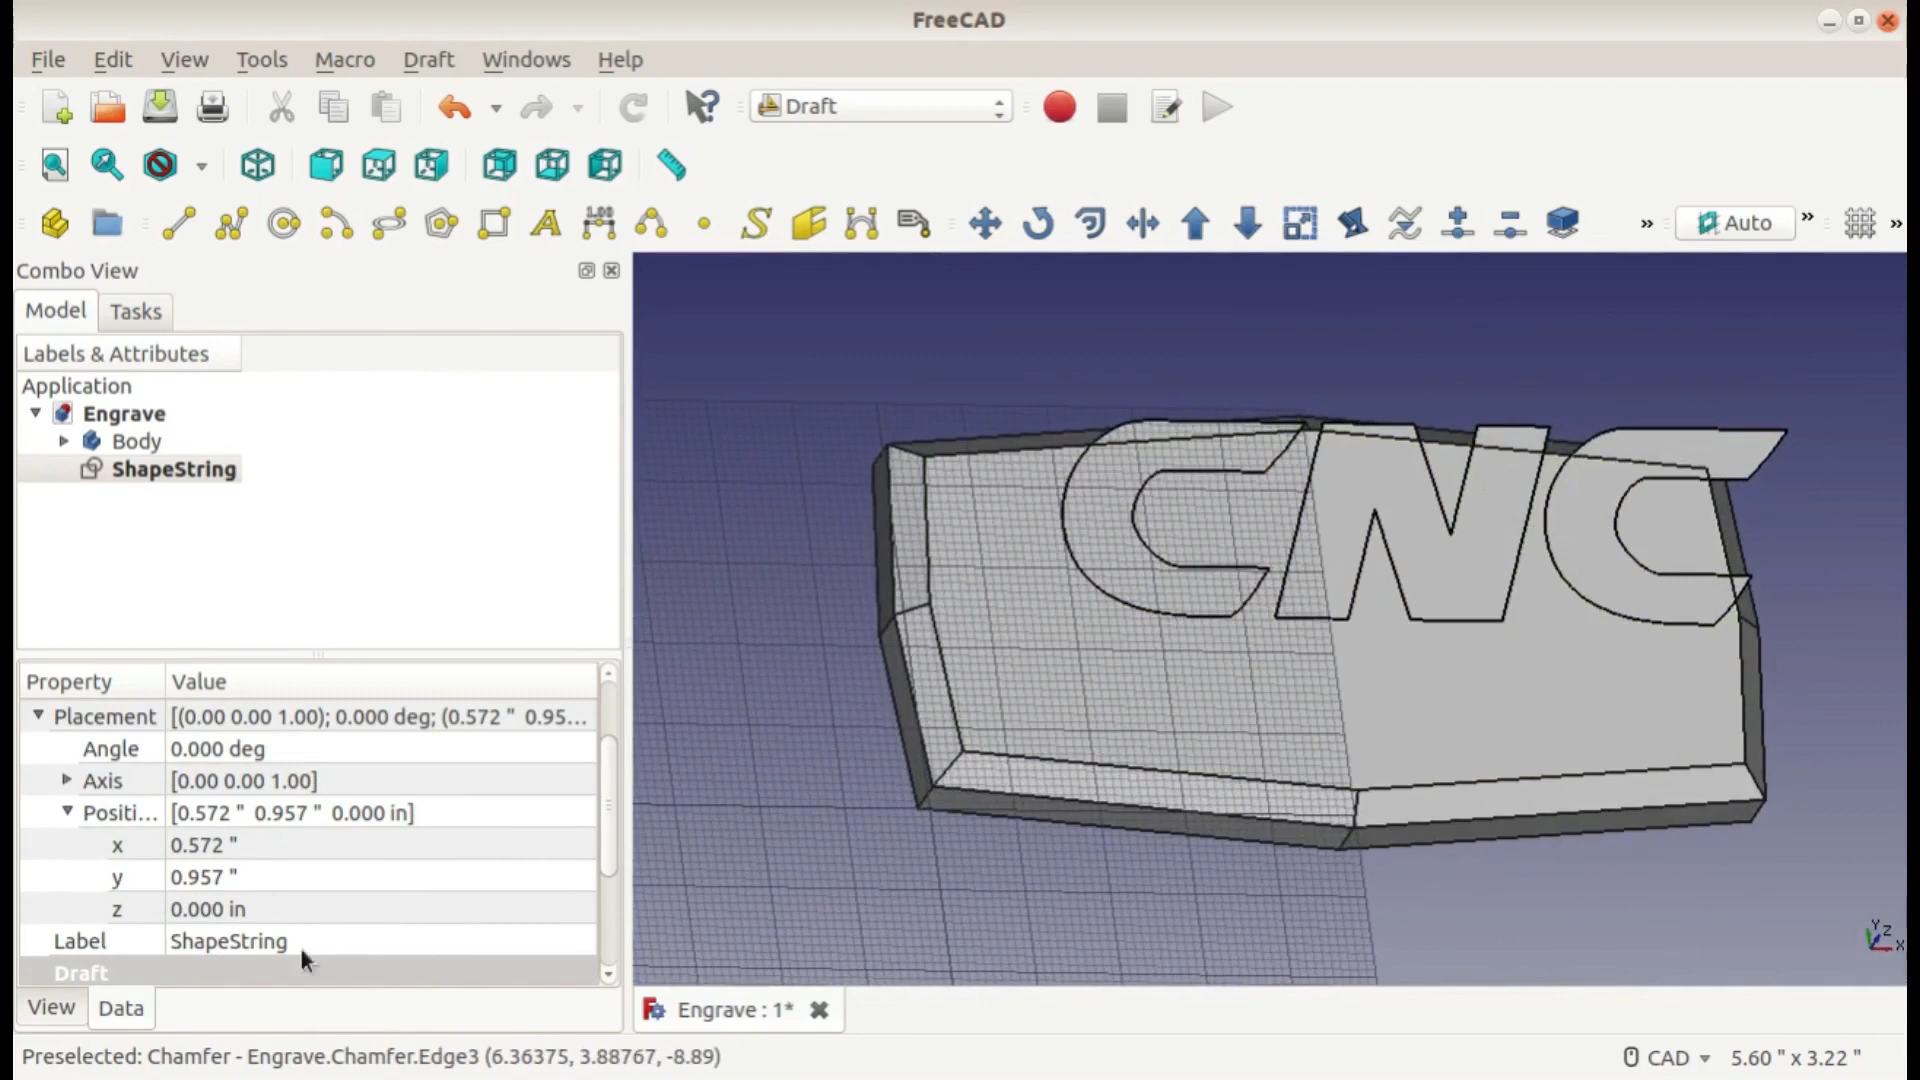 FreeCAD
File Edit View Tools Macro Draft Windows Help
Draft
1.00
Auto
Combo View
Model Tasks
Labels & Attributes
Application
Engrave
Body
ShapeString
CNC
Property Value
Placement [(0.00 0.00 1.00); 0.000 deg; (0.572 " 0.95...
Angle 0.000 deg
Axis [0.00 0.00 1.00]
Positi... [0.572 " 0.957 " 0.000 in]
x 0.572 "
y 0.957 "
z 0.000 in
Label ShapeString
Draft
Y Z X
View Data
Engrave : 1*
Preselected: Chamfer - Engrave.Chamfer.Edge3 (6.36375, 3.88767, -8.89)
CAD 5.60 " x 3.22 "